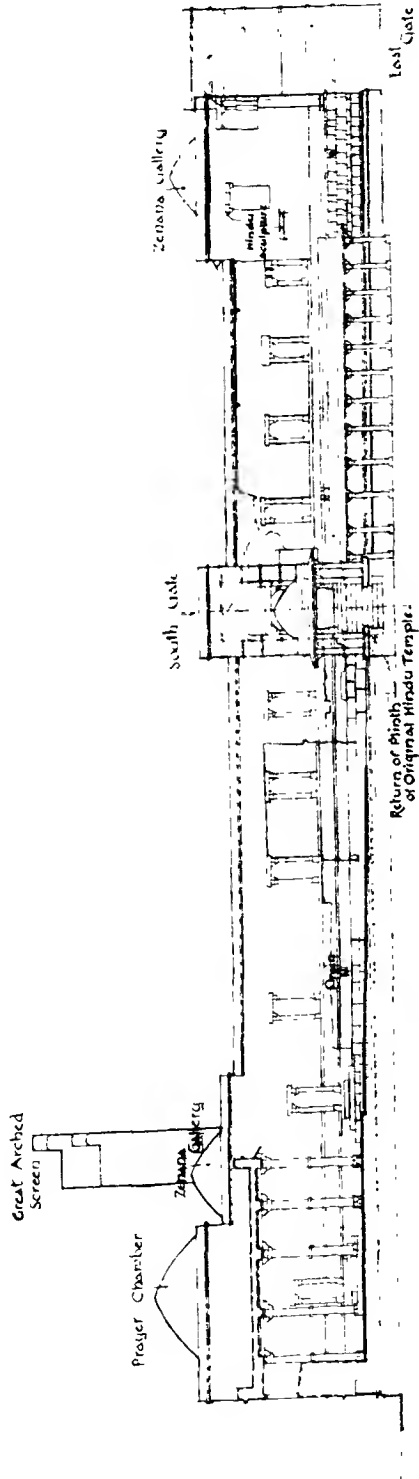 Great Arched
Screen
Prayer Chamber
Zenana
Gallery
South Gate
Zenana Gallery
Hindu
Sculpture
East
Gate
Return of Plinth
of Original Hindu Temple.